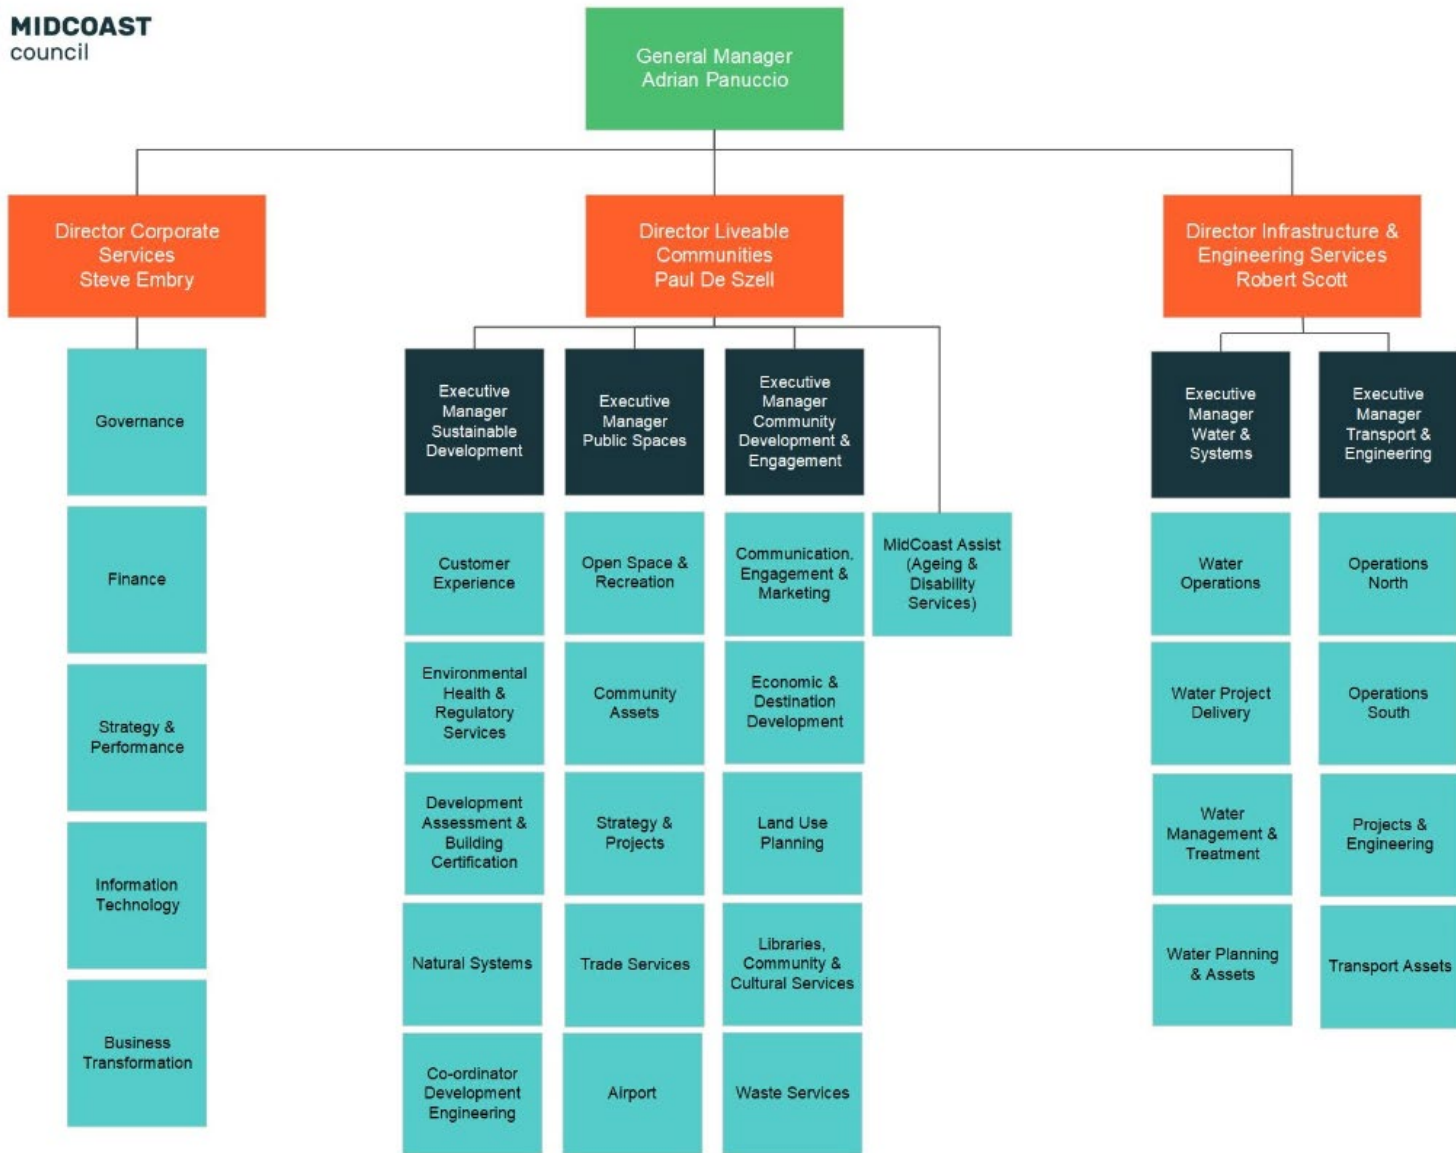 MIDCOAST
council
General Manager
Adrian Panuccio
Director Corporate
Services
Steve Embry
Director Liveable
Communities
Paul De Szell
Director Infrastructure &
Engineering Services
Robert Scott
Governance
Finance
Strategy &
Performance
Information
Technology
Business
Transformation
Executive
Manager
Sustainable
Development
Customer
Experience
Environmental
Health &
Regulatory
Services
Development
Assessment &
Building
Certification
Natural Systems
Co-ordinator
Development
Engineering
Executive
Manager
Public Spaces
Open Space &
Recreation
Community
Assets
Strategy &
Projects
Trade Services
Airport
Executive
Manager
Community
Development &
Engagement
Communication,
Engagement &
Marketing
Economic &
Destination
Development
Land Use
Planning
Libraries,
Community &
Cultural Services
Waste Services
MidCoast Assist
(Ageing &
Disability
Services)
Executive
Manager
Water &
Systems
Water
Operations
Water Project
Delivery
Water
Management &
Treatment
Water Planning
& Assets
Executive
Manager
Transport &
Engineering
Operations
North
Operations
South
Projects &
Engineering
Transport Assets